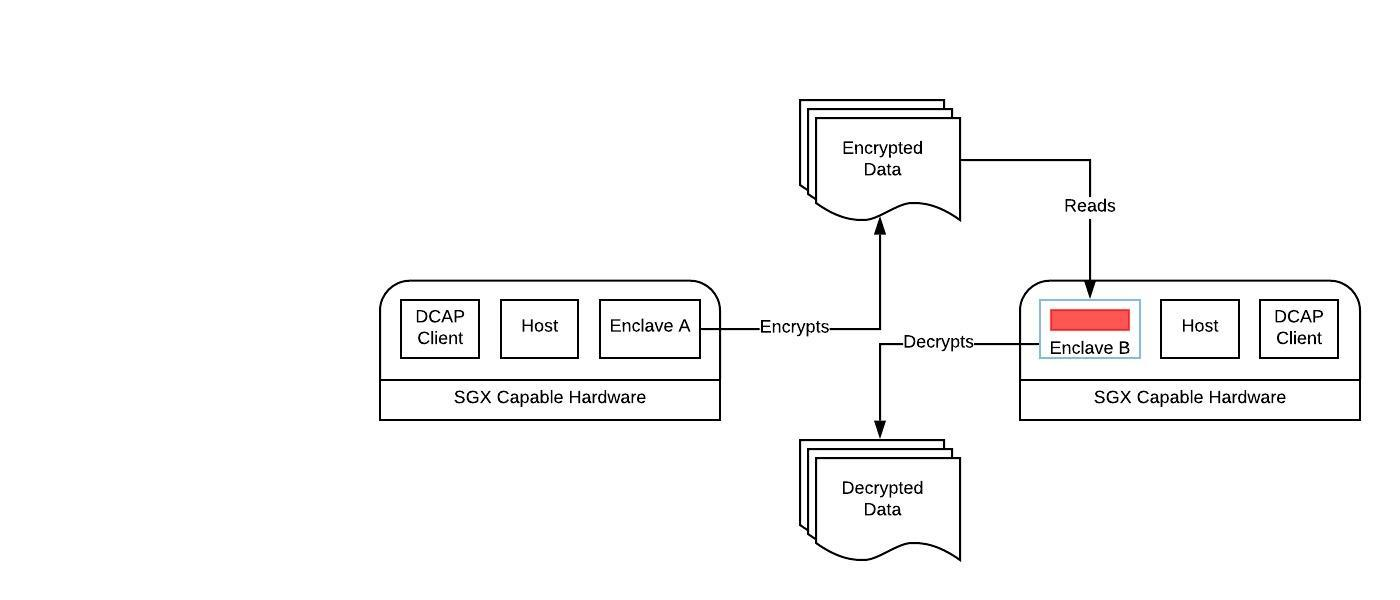 Encrypted
Data
Reads
DCAP
Client
Host
Enclave A
Encrypts
Decrypts
Enclave B
Host
DCAP
Client
SGX Capable Hardware
SGX Capable Hardware
Decrypted
Data